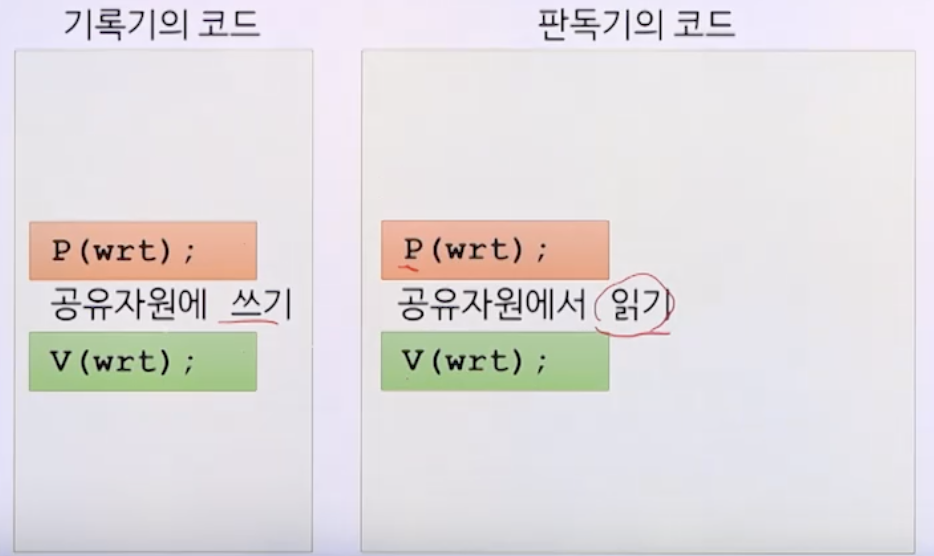 기록기의 코드
P(wrt);
공유자원에 쓰기
V(wrt);
판독기의 코드
P(wrt);
공유자원에서 읽기
V(wrt);